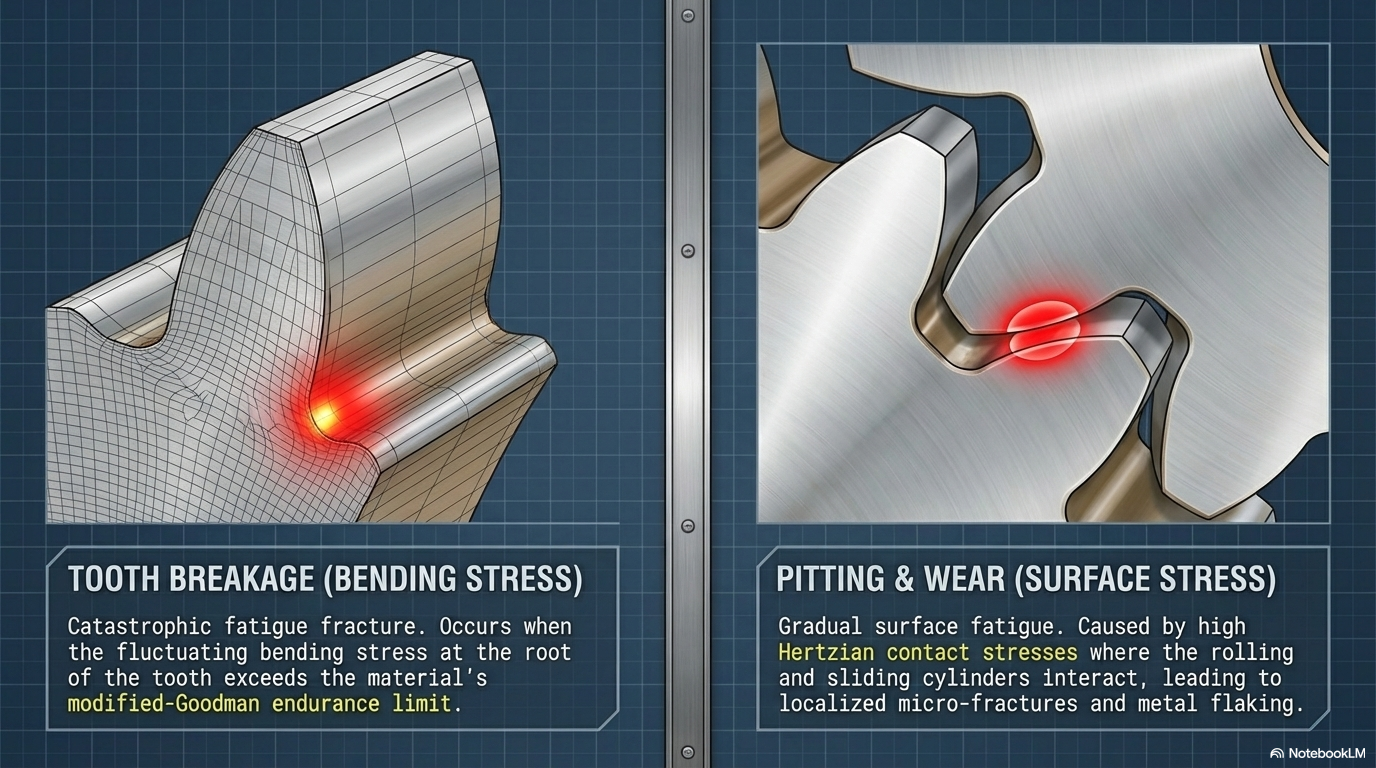 TOOTH BREAKAGE (BENDING STRESS)
Catastrophic fatigue fracture. Occurs when
the fluctuating bending stress at the root
of the tooth exceeds the material's
modified-Goodman endurance limit.
PITTING & WEAR (SURFACE STRESS)
Gradual surface fatigue. Caused by high
Hertzian contact stresses where the rolling
and sliding cylinders interact, leading to
localized micro-fractures and metal flaking.
NotebookLM